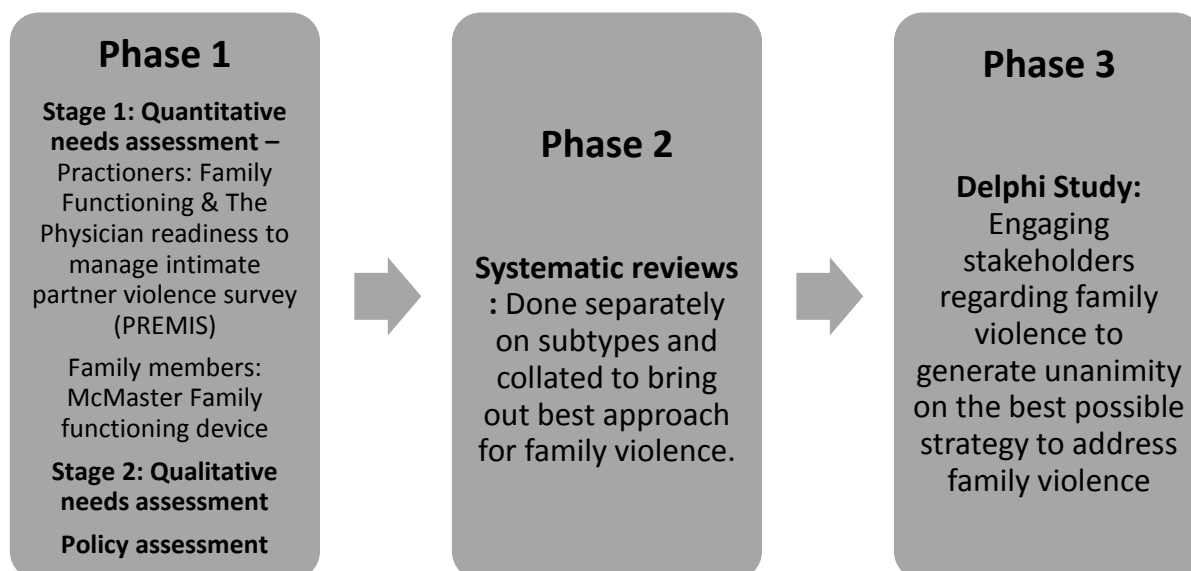 Phase 1
Stage 1: Quantitative
needs assessment –
Practioners: Family
Functioning & The
Physician readiness to
manage intimate
partner violence survey
(PREMIS)
Family members:
McMaster Family
functioning device
Stage 2: Qualitative
needs assessment
Policy assessment
Phase 2
Systematic reviews
: Done separately
on subtypes and
collated to bring
out best approach
for family violence.
Phase 3
Delphi Study:
Engaging
stakeholders
regarding family
violence to
generate unanimity
on the best possible
strategy to address
family violence